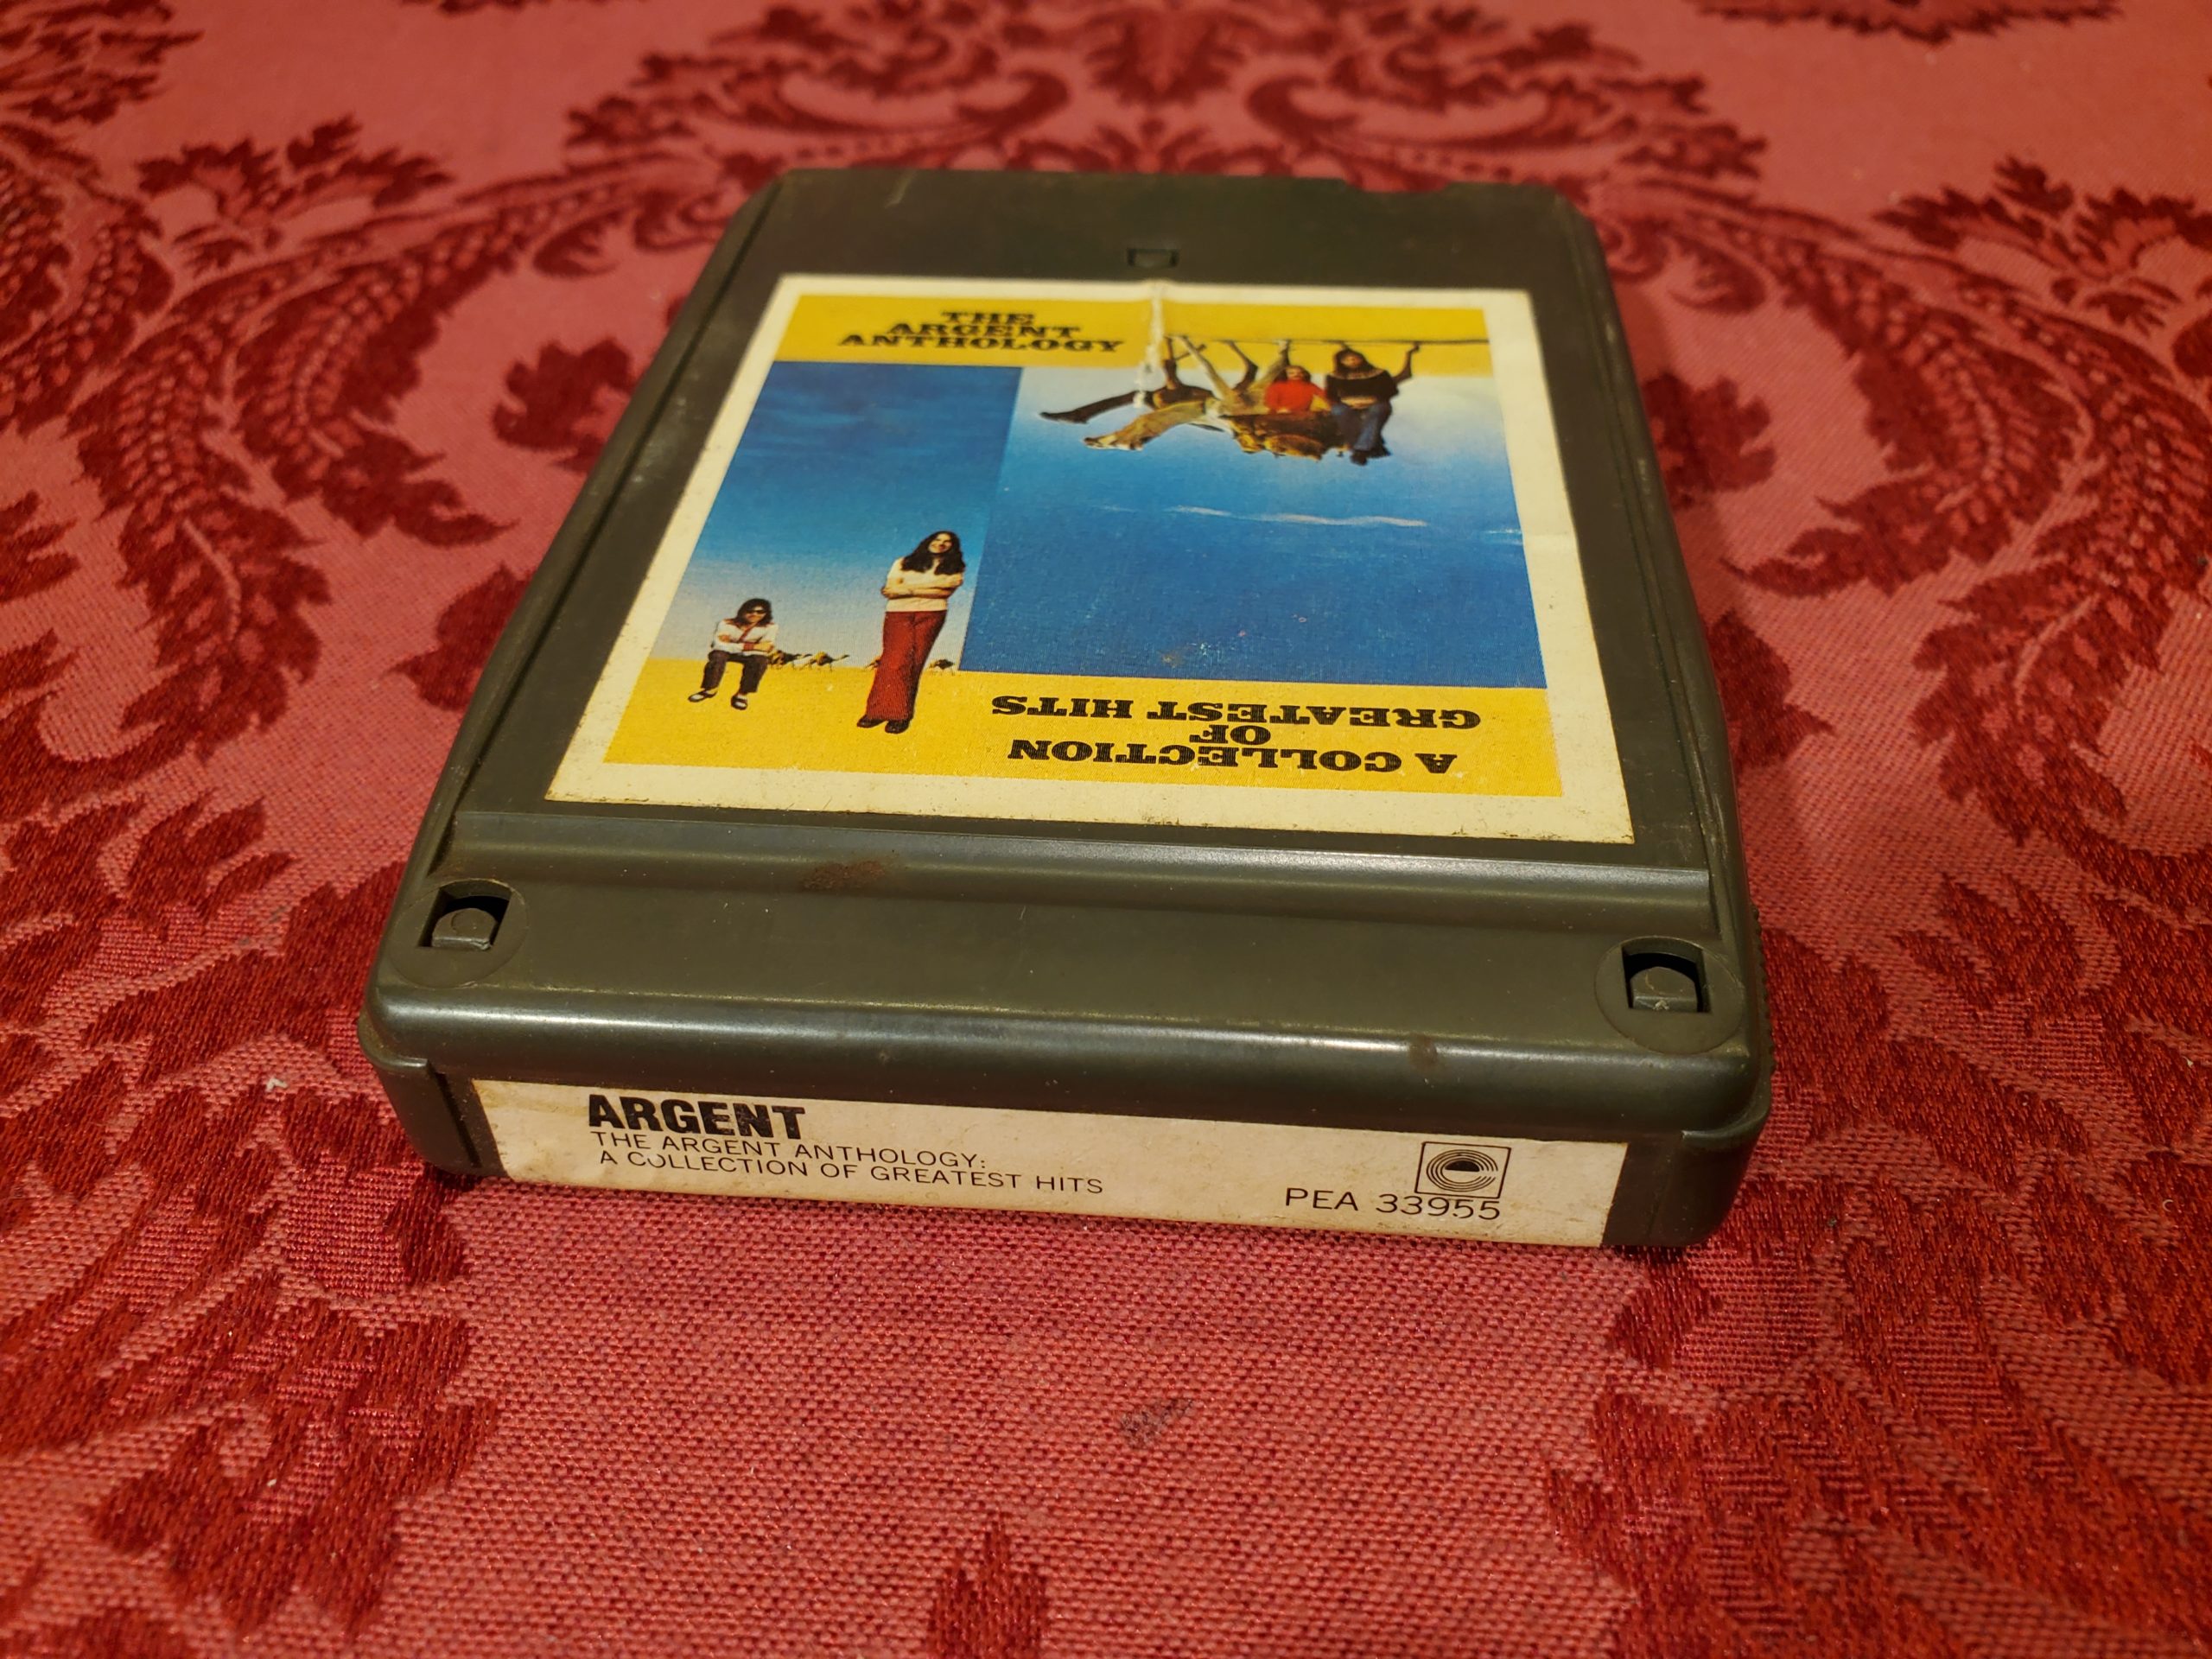 THE
ARGENT
ANTHOLOGY
A COLLECTION
OF
GREATEST HITS
ARGENT
THE ARGENT ANTHOLOGY:
A COLLECTION OF GREATEST HITS
PEA 33955